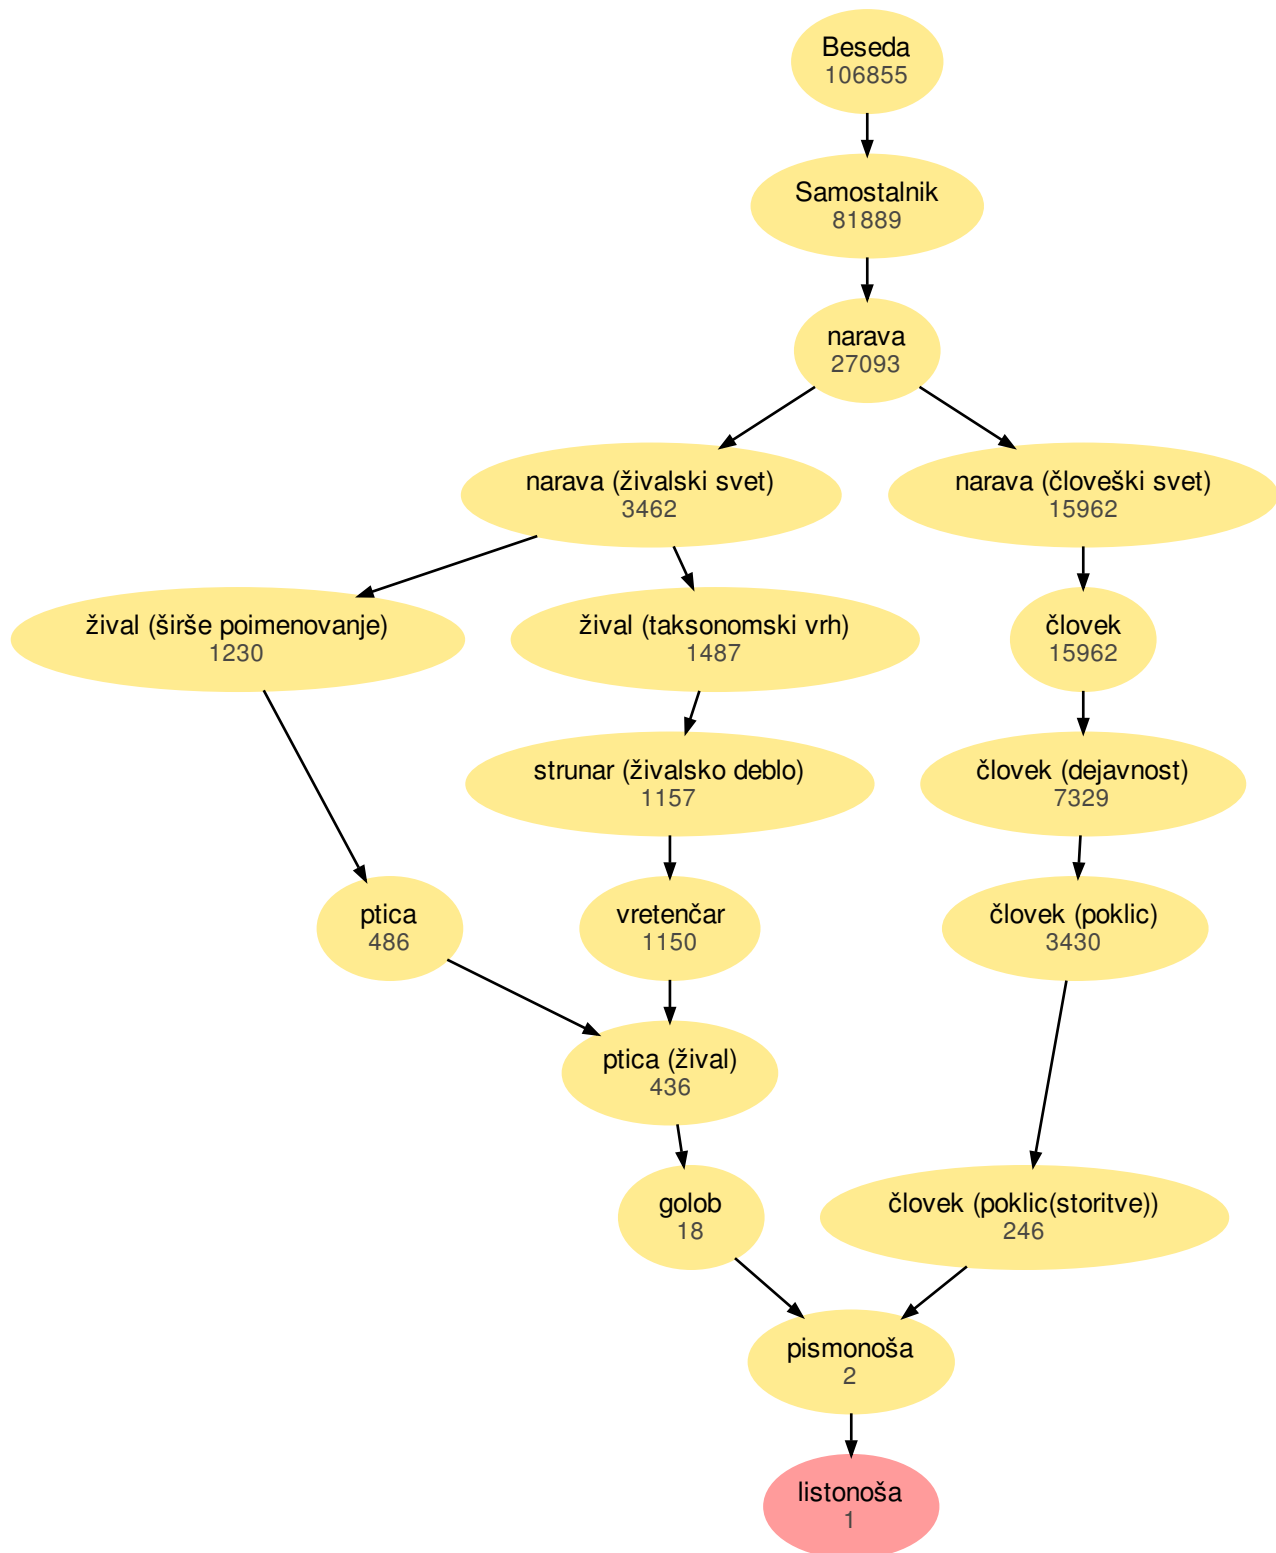 Beseda
106855
Samostalnik
81889
narava
27093
narava (živalski svet)
3462
narava (človeški svet)
15962
žival (širše poimenovanje)
1230
žival (taksonomski vrh)
1487
človek
15962
strunar (živalsko deblo)
1157
človek (dejavnost)
7329
ptica
486
vretenčar
1150
človek (poklic)
3430
ptica (žival)
436
golob
18
človek (poklic(storitve))
246
pismonoša
2
listonoša
1